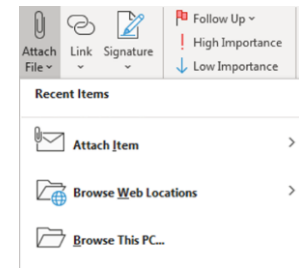 Attach File
Link
Signature
Follow Up
High Importance
Low Importance
Recent Items
Attach Item
Browse Web Locations
Browse This PC...